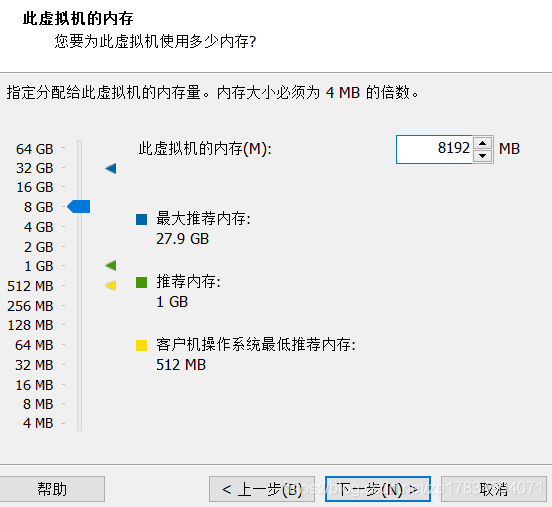 此虚拟机的内存
您要为此虚拟机使用多少内存?
指定分配给此虚拟机的内存量。内存大小必须为 4 MB 的倍数。
64 GB
此虚拟机的内存(M):
8192
MB
32 GB
16 GB
8 GB
4 GB
2 GB
1 GB
512 MB
256 MB
128 MB
64 MB
32 MB
16 MB
8 MB
4 MB
最大推荐内存:
27.9 GB
推荐内存:
1 GB
客户机操作系统最低推荐内存:
512 MB
帮助
< 上一步(B)
下一步(N) >
取消